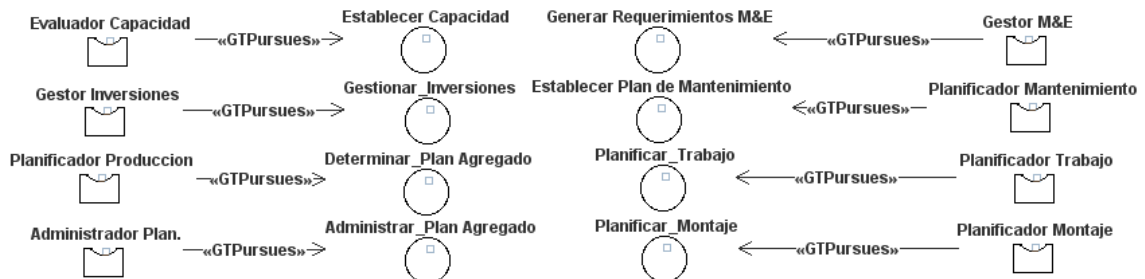 Evaluador Capacidad «GTPursues» Establecer Capacidad Generar Requerimientos M&E «GTPursues» Gestor M&E
Gestor Inversiones «GTPursues» Gestionar_Inversiones Establecer Plan de Mantenimiento «GTPursues» Planificador Mantenimiento
Planificador Produccion «GTPursues» Determinar_Plan Agregado Planificar_Trabajo «GTPursues» Planificador Trabajo
Administrador Plan. «GTPursues» Administrar_Plan Agregado Planificar_Montaje «GTPursues» Planificador Montaje